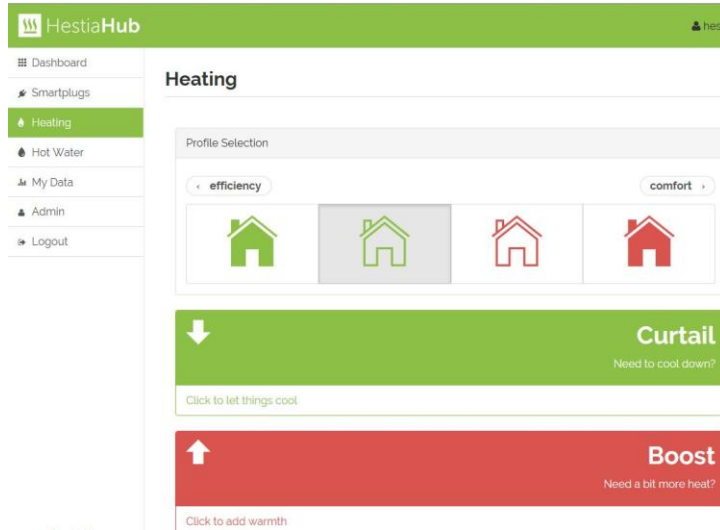 HestiaHub
hes
Dashboard
Smartplugs
Heating
Hot Water
My Data
Admin
Logout
Heating
Profile Selection
‹ efficiency
comfort ›
Curtail
Need to cool down?
Click to let things cool
Boost
Need a bit more heat?
Click to add warmth